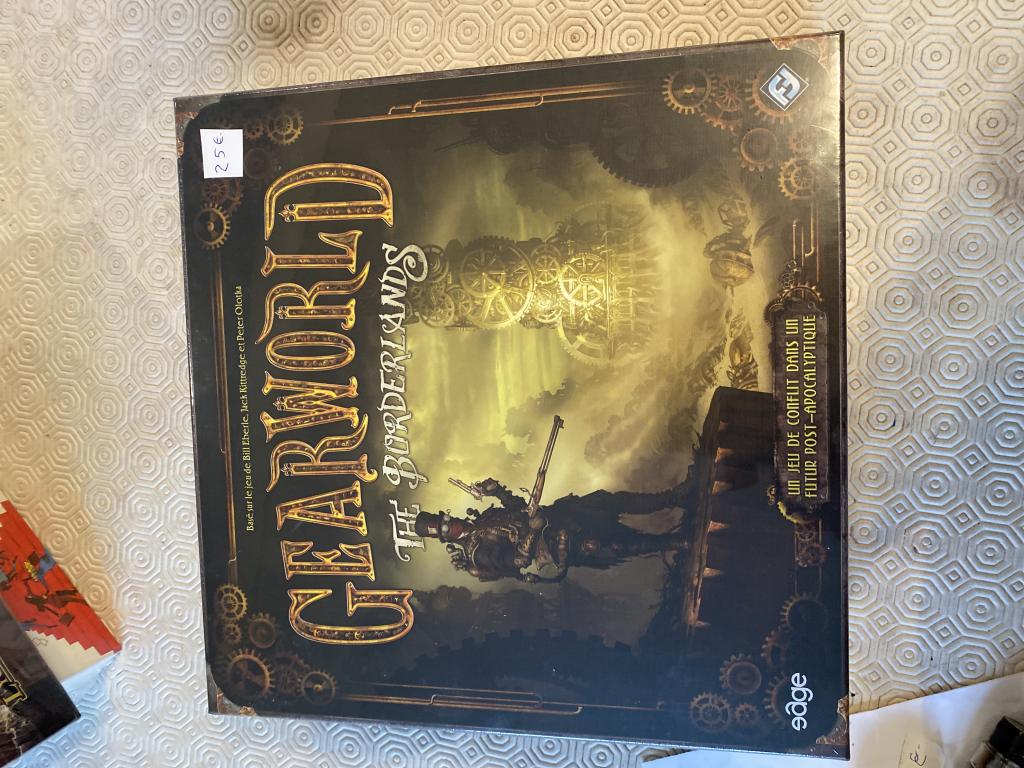 25€.
Basé sur le jeu de Bill Eberle, Jack Kittredge et Peter Olotka
GEARWORLD
THE BORDERLANDS
UN JEU DE CONFLIT DANS UN
FUTUR POST-APOCALYPTIQUE
edge
FF